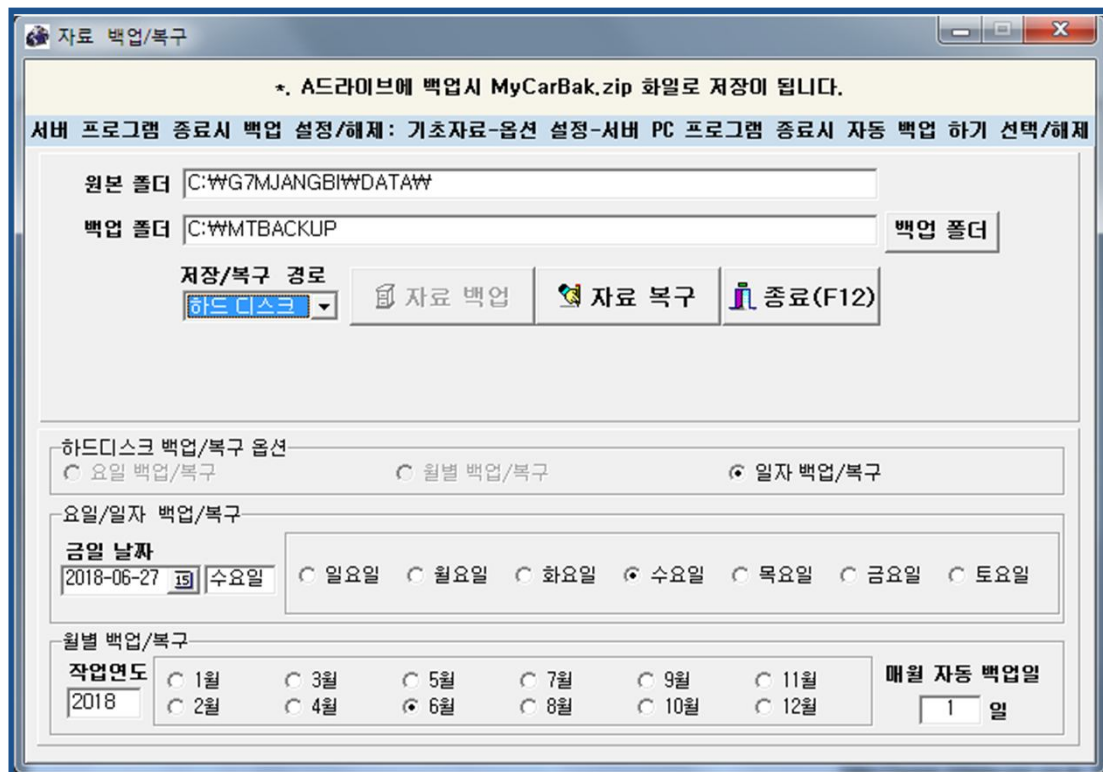 자료 백업/복구
*. A드라이브에 백업시 MyCarBak.zip 화일로 저장이 됩니다.
서버 프로그램 종료시 백업 설정/해제: 기초자료-옵션 설정-서버 PC 프로그램 종료시 자동 백업 하기 선택/해제
원본 폴더 C:₩G7MJANGBI₩DATA₩
백업 폴더 C:₩MTBACKUP 백업 폴더
저장/복구 경로
하드 디스크 자료 백업 자료 복구 종료(F12)
하드디스크 백업/복구 옵션
요일 백업/복구 월별 백업/복구 일자 백업/복구
요일/일자 백업/복구
금일 날짜
2018-06-27 15 수요일 일요일 월요일 화요일 수요일 목요일 금요일 토요일
월별 백업/복구
작업연도 1월 3월 5월 7월 9월 11월 매월 자동 백업일
2018 2월 4월 6월 8월 10월 12월 1 일